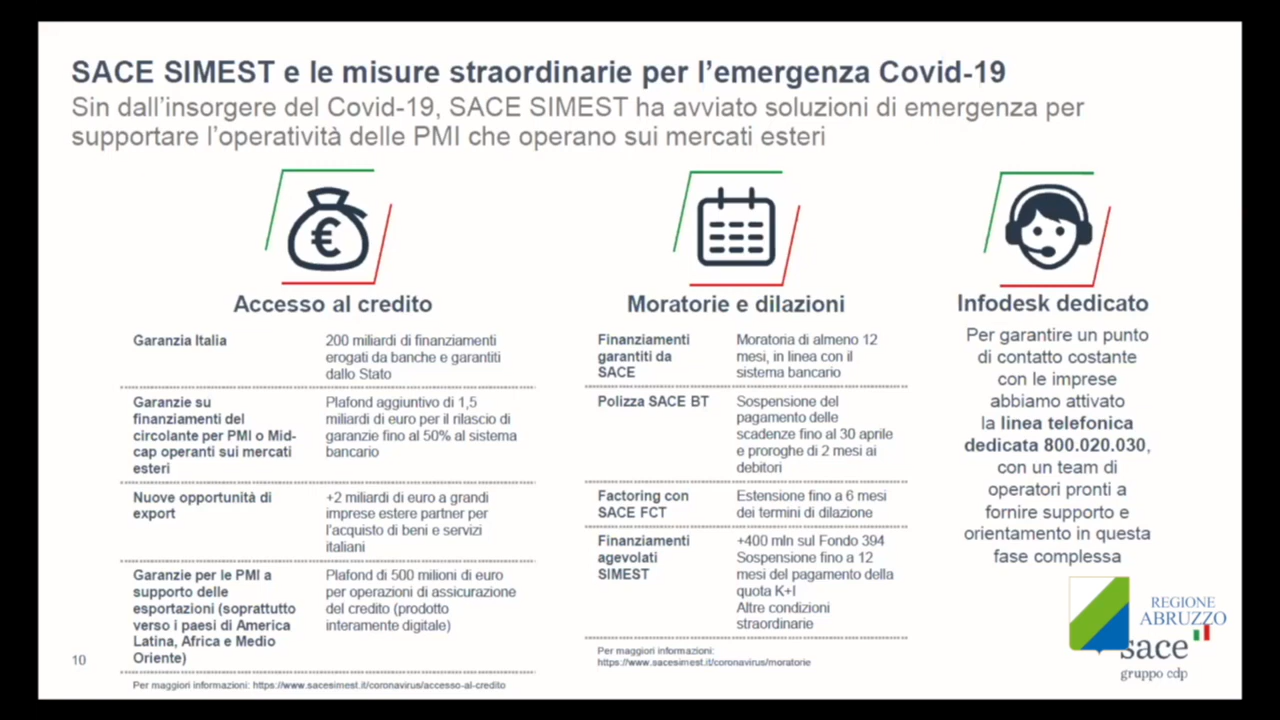 SACE SIMEST e le misure straordinarie per l'emergenza Covid-19
Sin dall'insorgere del Covid-19, SACE SIMEST ha avviato soluzioni di emergenza per
supportare l'operatività delle PMI che operano sui mercati esteri
€
Accesso al credito
Garanzia Italia
200 miliardi di finanziamenti
erogati da banche e garantiti
dallo Stato
Garanzie su
finanziamenti del
circolante per PMI o Mid-
cap operanti sui mercati
esteri
Plafond aggiuntivo di 1,5
miliardi di euro per il rilascio di
garanzie fino al 50% al sistema
bancario
Nuove opportunità di
export
+2 miliardi di euro a grandi
imprese estere partner per
l'acquisto di beni e servizi
italiani
Garanzie per le PMI a
supporto delle
esportazioni (soprattutto
verso i paesi di America
Latina, Africa e Medio
Oriente)
Plafond di 500 milioni di euro
per operazioni di assicurazione
del credito (prodotto
interamente digitale)
Per maggiori informazioni: https://www.sacesimest.it/coronavirus/accesso-al-credito
Moratorie e dilazioni
Finanziamenti
garantiti da
SACE
Moratoria di almeno 12
mesi, in linea con il
sistema bancario
Polizza SACE BT
Sospensione del
pagamento delle
scadenze fino al 30 aprile
e proroghe di 2 mesi ai
debitori
Factoring con
SACE FCT
Estensione fino a 6 mesi
dei termini di dilazione
Finanziamenti
agevolati
SIMEST
+400 mln sul Fondo 394
Sospensione fino a 12
mesi del pagamento della
quota K+I
Altre condizioni
straordinarie
Per maggiori informazioni:
https://www.sacesimest.it/coronavirus/moratorie
Infodesk dedicato
Per garantire un punto
di contatto costante
con le imprese
abbiamo attivato
la linea telefonica
dedicata 800.020.030,
con un team di
operatori pronti a
fornire supporto e
orientamento in questa
fase complessa
REGIONE
ABRUZZO
sace
gruppo cdp
10